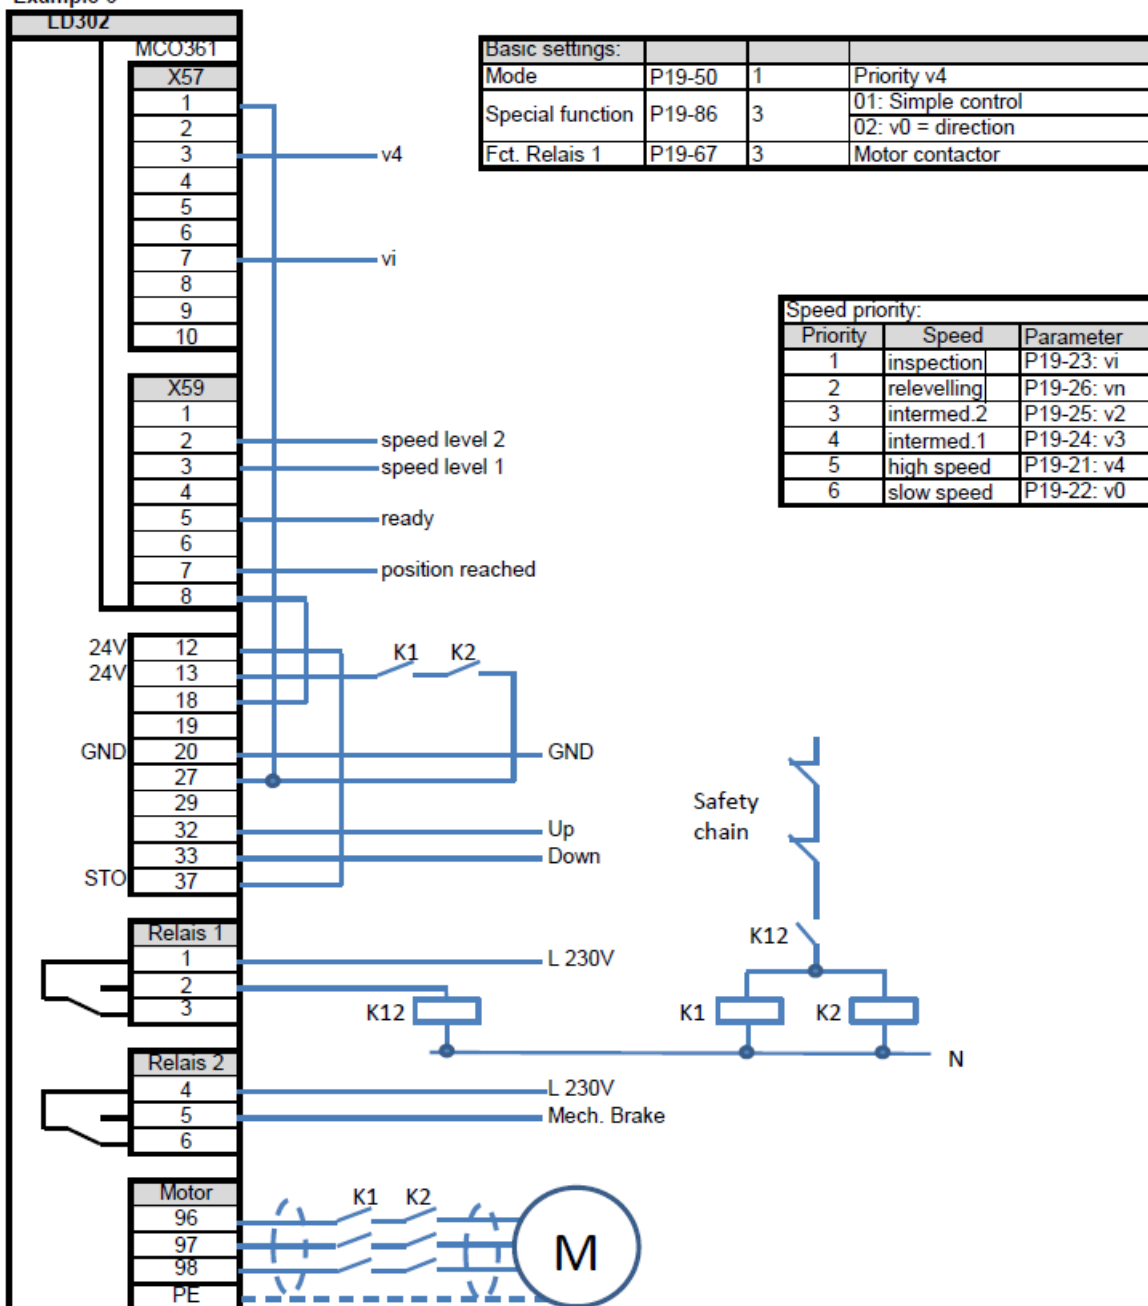 LD302
MCO361
X57
1
2
3 v4
4
5
6
7 vi
8
9
10
Basic settings:
Mode P19-50 1 Priority v4
Special function P19-86 3 01: Simple control
02: v0 = direction
Fct. Relais 1 P19-67 3 Motor contactor
Speed priority:
Priority Speed Parameter
1 inspection P19-23: vi
2 relevelling P19-26: vn
3 intermed.2 P19-25: v2
4 intermed.1 P19-24: v3
5 high speed P19-21: v4
6 slow speed P19-22: v0
X59
1
2 speed level 2
3 speed level 1
4
5 ready
6
7 position reached
8
24V 12
24V 13 K1 K2
18
19
GND 20 GND
27
29
32 Up
33 Down
STO 37
Safety
chain
K12
K1 K2
N
Relais 1
1 L 230V
2
3
K12
Relais 2
4 L 230V
5 Mech. Brake
6
Motor
K1 K2
96
97
98
PE
M